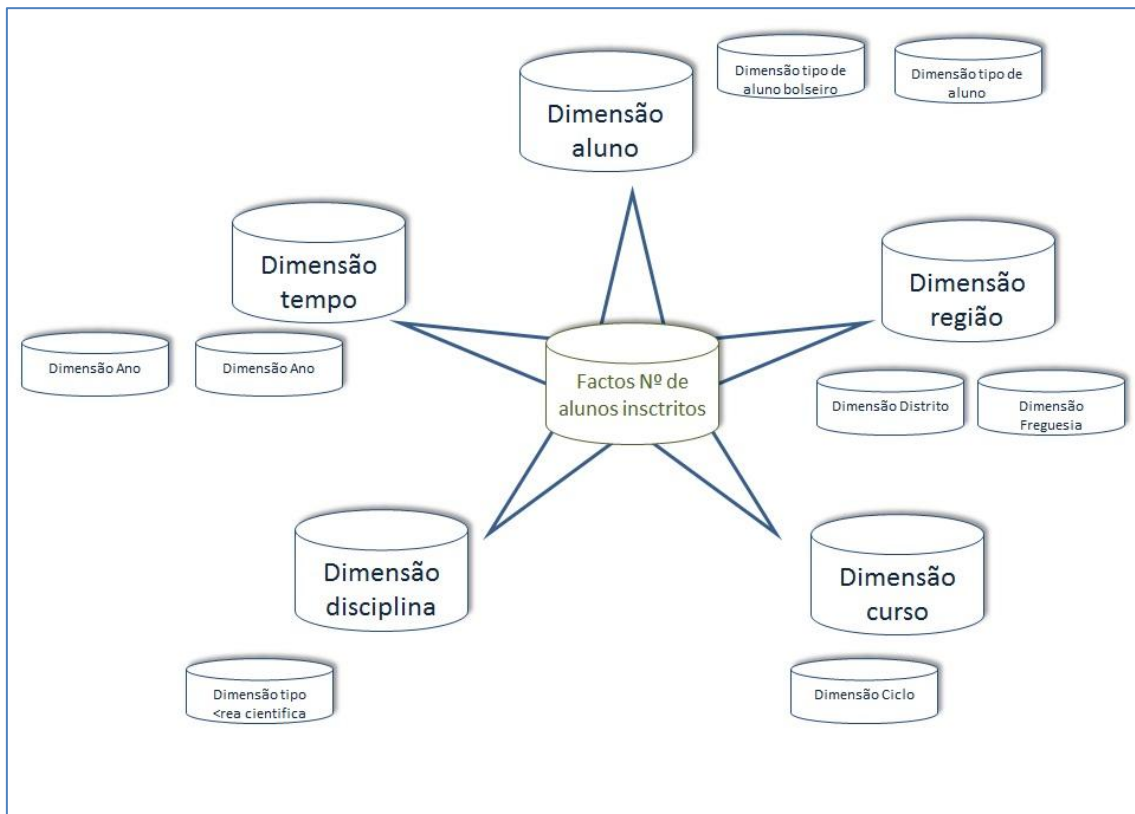 Dimensão tipo de
aluno bolseiro
Dimensão tipo de
aluno
Dimensão
aluno
Dimensão
tempo
Dimensão
região
Dimensão Ano
Dimensão Ano
Factos Nº de
alunos insctritos
Dimensão Distrito
Dimensão
Freguesia
Dimensão
disciplina
Dimensão
curso
Dimensão tipo
<rea cientifica
Dimensão Ciclo